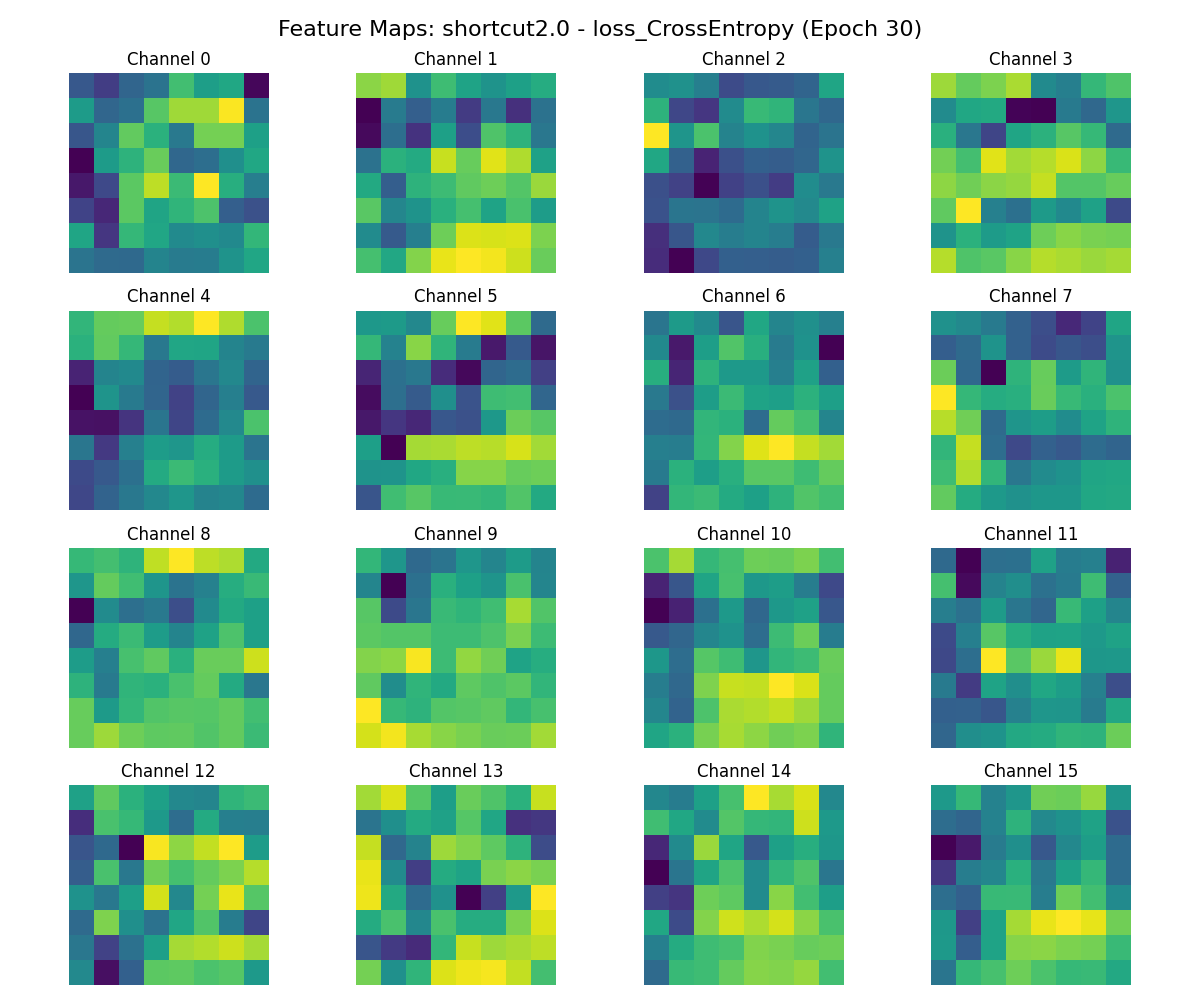 Feature Maps: shortcut2.0 - loss_CrossEntropy (Epoch 30)
Channel 0
Channel 1
Channel 2
Channel 3
Channel 4
Channel 5
Channel 6
Channel 7
Channel 8
Channel 9
Channel 10
Channel 11
Channel 12
Channel 13
Channel 14
Channel 15